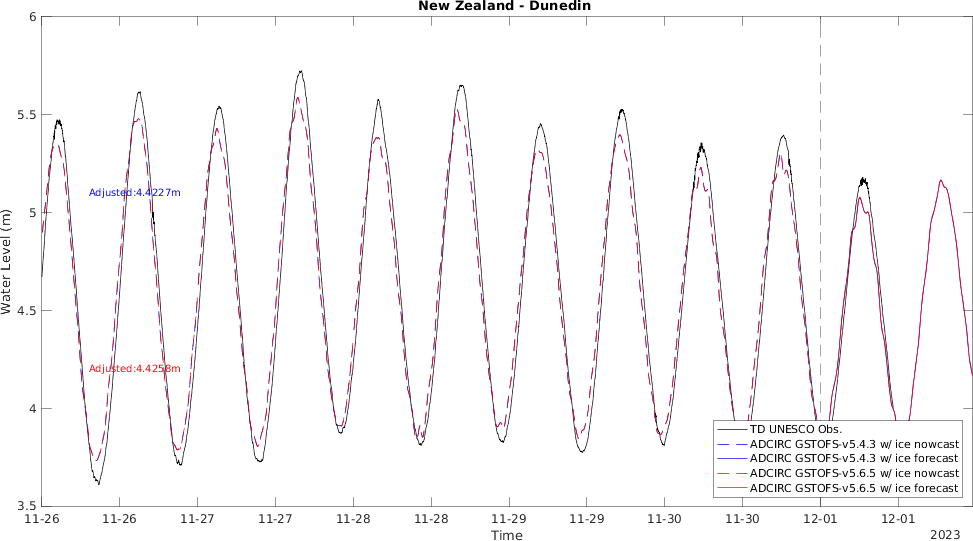 New Zealand - Dunedin
6
5.5
5
4.5
4
3.5
Water Level (m)
Adjusted:4.4227m
Adjusted:4.4258m
TD UNESCO Obs.
ADCIRC GSTOFS-v5.4.3 w/ ice nowcast
ADCIRC GSTOFS-v5.4.3 w/ ice forecast
ADCIRC GSTOFS-v5.6.5 w/ ice nowcast
ADCIRC GSTOFS-v5.6.5 w/ ice forecast
11-26 11-26 11-27 11-27 11-28 11-28 11-29 11-29 11-30 11-30 12-01 12-01
Time
2023